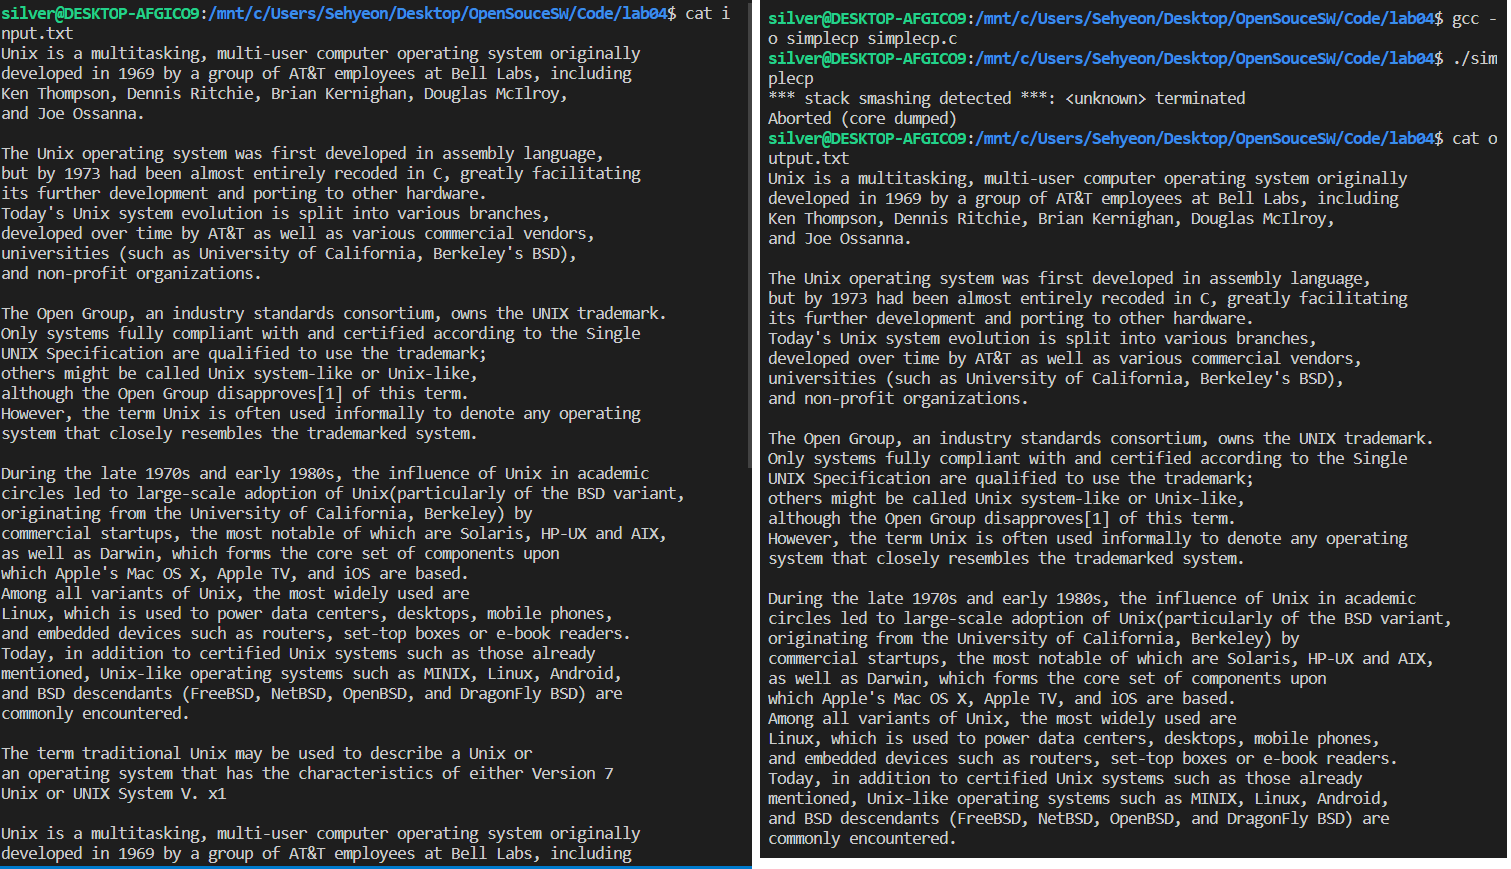 silver@DESKTOP-AFGICO9:/mnt/c/Users/Sehyeon/Desktop/OpenSouceSW/Code/lab04$ cat i
nput.txt
Unix is a multitasking, multi-user computer operating system originally
developed in 1969 by a group of AT&T employees at Bell Labs, including
Ken Thompson, Dennis Ritchie, Brian Kernighan, Douglas McIlroy,
and Joe Ossanna.

The Unix operating system was first developed in assembly language,
but by 1973 had been almost entirely recoded in C, greatly facilitating
its further development and porting to other hardware.
Today's Unix system evolution is split into various branches,
developed over time by AT&T as well as various commercial vendors,
universities (such as University of California, Berkeley's BSD),
and non-profit organizations.

The Open Group, an industry standards consortium, owns the UNIX trademark.
Only systems fully compliant with and certified according to the Single
UNIX Specification are qualified to use the trademark;
others might be called Unix system-like or Unix-like,
although the Open Group disapproves[1] of this term.
However, the term Unix is often used informally to denote any operating
system that closely resembles the trademarked system.

During the late 1970s and early 1980s, the influence of Unix in academic
circles led to large-scale adoption of Unix(particularly of the BSD variant,
originating from the University of California, Berkeley) by
commercial startups, the most notable of which are Solaris, HP-UX and AIX,
as well as Darwin, which forms the core set of components upon
which Apple's Mac OS X, Apple TV, and iOS are based.
Among all variants of Unix, the most widely used are
Linux, which is used to power data centers, desktops, mobile phones,
and embedded devices such as routers, set-top boxes or e-book readers.
Today, in addition to certified Unix systems such as those already
mentioned, Unix-like operating systems such as MINIX, Linux, Android,
and BSD descendants (FreeBSD, NetBSD, OpenBSD, and DragonFly BSD) are
commonly encountered.

The term traditional Unix may be used to describe a Unix or
an operating system that has the characteristics of either Version 7
Unix or UNIX System V. x1

Unix is a multitasking, multi-user computer operating system originally
developed in 1969 by a group of AT&T employees at Bell Labs, including

silver@DESKTOP-AFGICO9:/mnt/c/Users/Sehyeon/Desktop/OpenSouceSW/Code/lab04$ gcc -
o simplecp simplecp.c
silver@DESKTOP-AFGICO9:/mnt/c/Users/Sehyeon/Desktop/OpenSouceSW/Code/lab04$ ./sim
plecp
*** stack smashing detected ***: <unknown> terminated
Aborted (core dumped)
silver@DESKTOP-AFGICO9:/mnt/c/Users/Sehyeon/Desktop/OpenSouceSW/Code/lab04$ cat o
utput.txt
Unix is a multitasking, multi-user computer operating system originally
developed in 1969 by a group of AT&T employees at Bell Labs, including
Ken Thompson, Dennis Ritchie, Brian Kernighan, Douglas McIlroy,
and Joe Ossanna.

The Unix operating system was first developed in assembly language,
but by 1973 had been almost entirely recoded in C, greatly facilitating
its further development and porting to other hardware.
Today's Unix system evolution is split into various branches,
developed over time by AT&T as well as various commercial vendors,
universities (such as University of California, Berkeley's BSD),
and non-profit organizations.

The Open Group, an industry standards consortium, owns the UNIX trademark.
Only systems fully compliant with and certified according to the Single
UNIX Specification are qualified to use the trademark;
others might be called Unix system-like or Unix-like,
although the Open Group disapproves[1] of this term.
However, the term Unix is often used informally to denote any operating
system that closely resembles the trademarked system.

During the late 1970s and early 1980s, the influence of Unix in academic
circles led to large-scale adoption of Unix(particularly of the BSD variant,
originating from the University of California, Berkeley) by
commercial startups, the most notable of which are Solaris, HP-UX and AIX,
as well as Darwin, which forms the core set of components upon
which Apple's Mac OS X, Apple TV, and iOS are based.
Among all variants of Unix, the most widely used are
Linux, which is used to power data centers, desktops, mobile phones,
and embedded devices such as routers, set-top boxes or e-book readers.
Today, in addition to certified Unix systems such as those already
mentioned, Unix-like operating systems such as MINIX, Linux, Android,
and BSD descendants (FreeBSD, NetBSD, OpenBSD, and DragonFly BSD) are
commonly encountered.